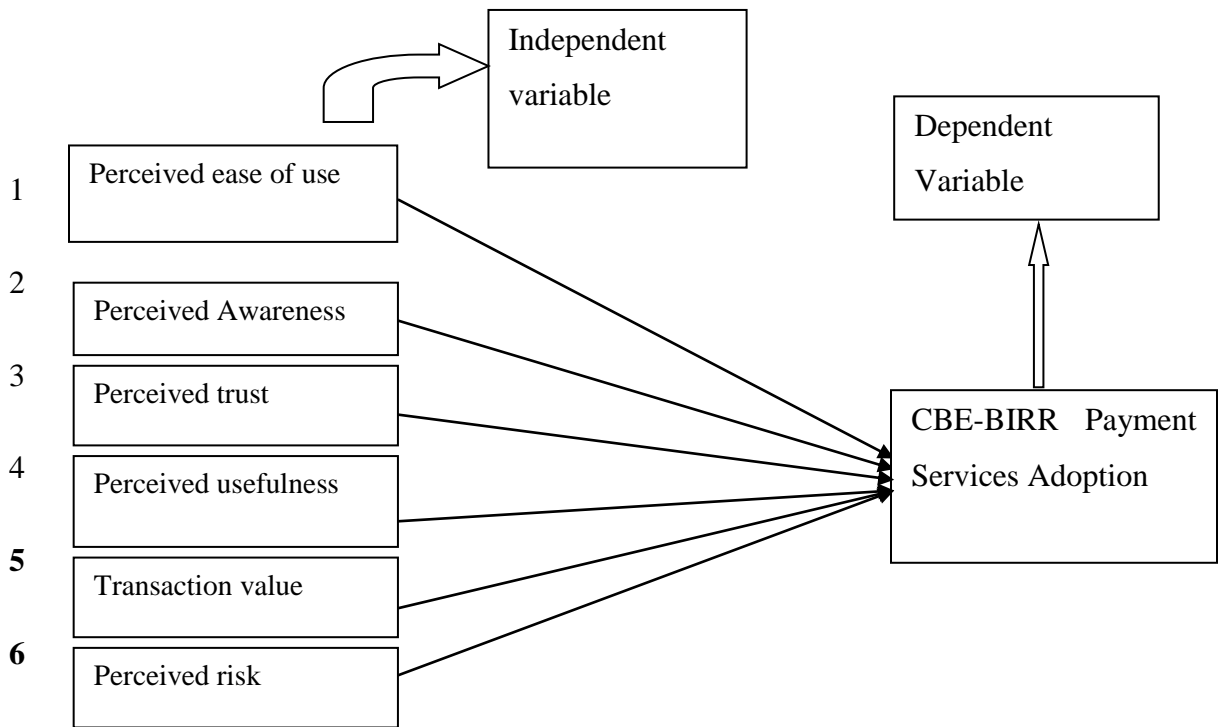 Independent
variable
Dependent
Variable
1
Perceived ease of use
2
Perceived Awareness
3
Perceived trust
4
Perceived usefulness
5
Transaction value
6
Perceived risk
CBE-BIRR Payment
Services Adoption